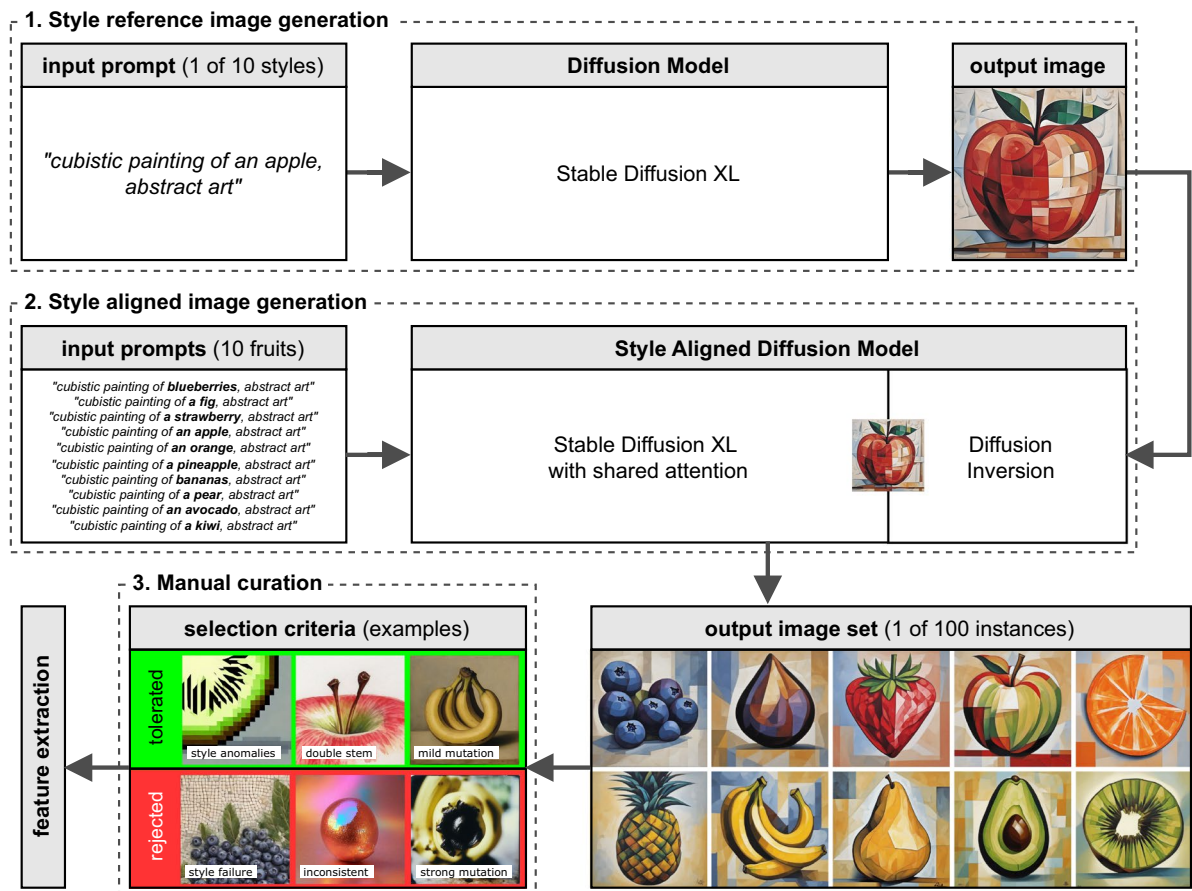 1. Style reference image generation
input prompt (1 of 10 styles)
Diffusion Model
output image
"cubistic painting of an apple,
abstract art"
Stable Diffusion XL
2. Style aligned image generation
input prompts (10 fruits)
Style Aligned Diffusion Model
"cubistic painting of blueberries, abstract art"
"cubistic painting of a fig, abstract art"
"cubistic painting of a strawberry, abstract art"
"cubistic painting of an apple, abstract art"
"cubistic painting of an orange, abstract art"
"cubistic painting of a pineapple, abstract art"
"cubistic painting of bananas, abstract art"
"cubistic painting of a pear, abstract art"
"cubistic painting of an avocado, abstract art"
"cubistic painting of a kiwi, abstract art"
Stable Diffusion XL
with shared attention
Diffusion
Inversion
3. Manual curation
selection criteria (examples)
output image set (1 of 100 instances)
feature extraction
tolerated
style anomalies
double stem
mild mutation
rejected
style failure
inconsistent
strong mutation